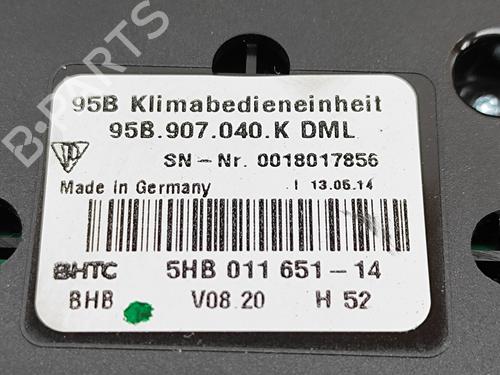 95B Klimabedieneinheit
95B.907.040.K DML
SN-Nr. 0018017856
Made in Germany I 13.05.14
BHTC 5HB 011 651-14
BHB V08.20 H 52
B-PARTS